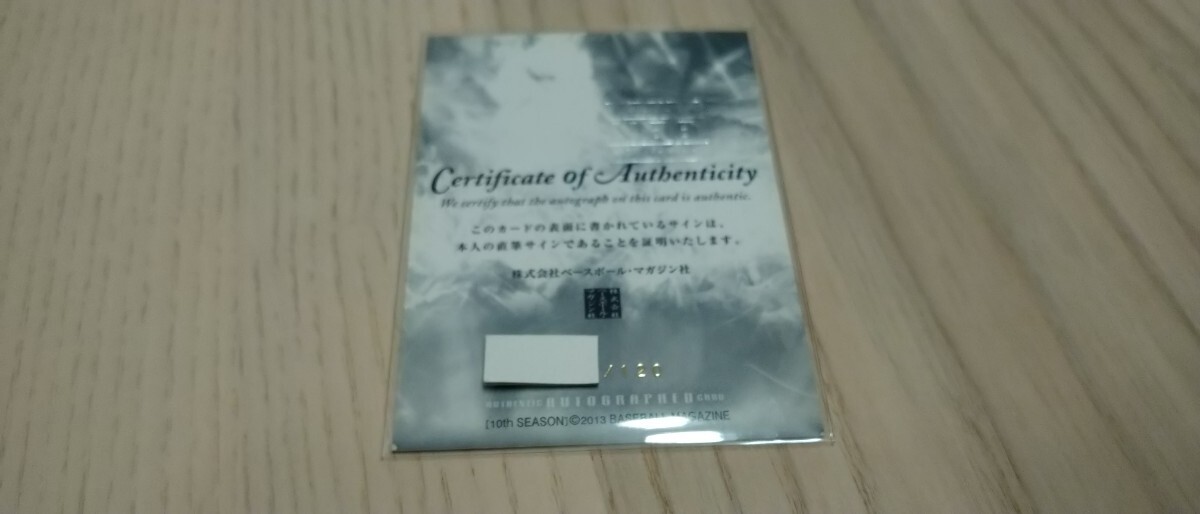 Certificate of Authenticity
We certify that the autograph on this card is authentic.
このカードの表面に書かれているサインは、
本人の直筆サインであることを証明いたします。
株式会社ベースボール・マガジン社
/120
AUTHENTIC AUTOGRAPHED CARD
[10th SEASON]©2013 BASEBALL MAGAZINE